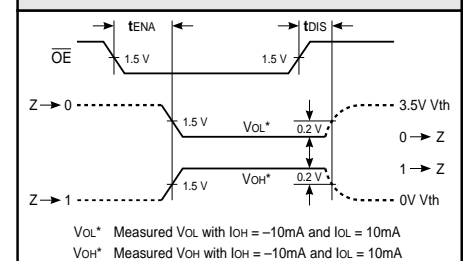 tENA tDIS
OE 1.5 V 1.5 V
Z → 0 3.5V Vth
1.5 V VOL* 0.2 V
0 → Z
1 → Z
1.5 V VOH* 0.2 V
Z → 1 0V Vth
VOL* Measured VOL with IOH = –10mA and IOL = 10mA
VOH* Measured VOH with IOH = –10mA and IOL = 10mA